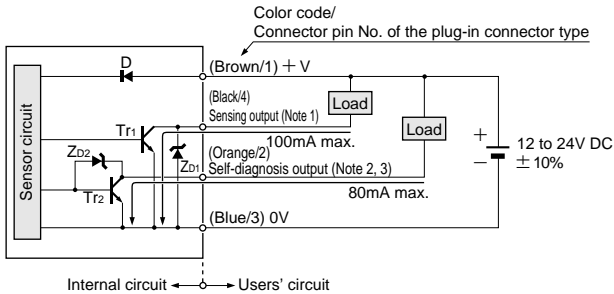 Color code/
Connector pin No. of the plug-in connector type
D
(Brown/1) + V
(Black/4)
Sensing output (Note 1)
Load
Load
Tr1
100mA max.
ZD2
ZD1
(Orange/2)
Self-diagnosis output (Note 2, 3)
Tr2
80mA max.
+
−
12 to 24V DC
± 10%
Sensor circuit
(Blue/3) 0V
Internal circuit
Users' circuit